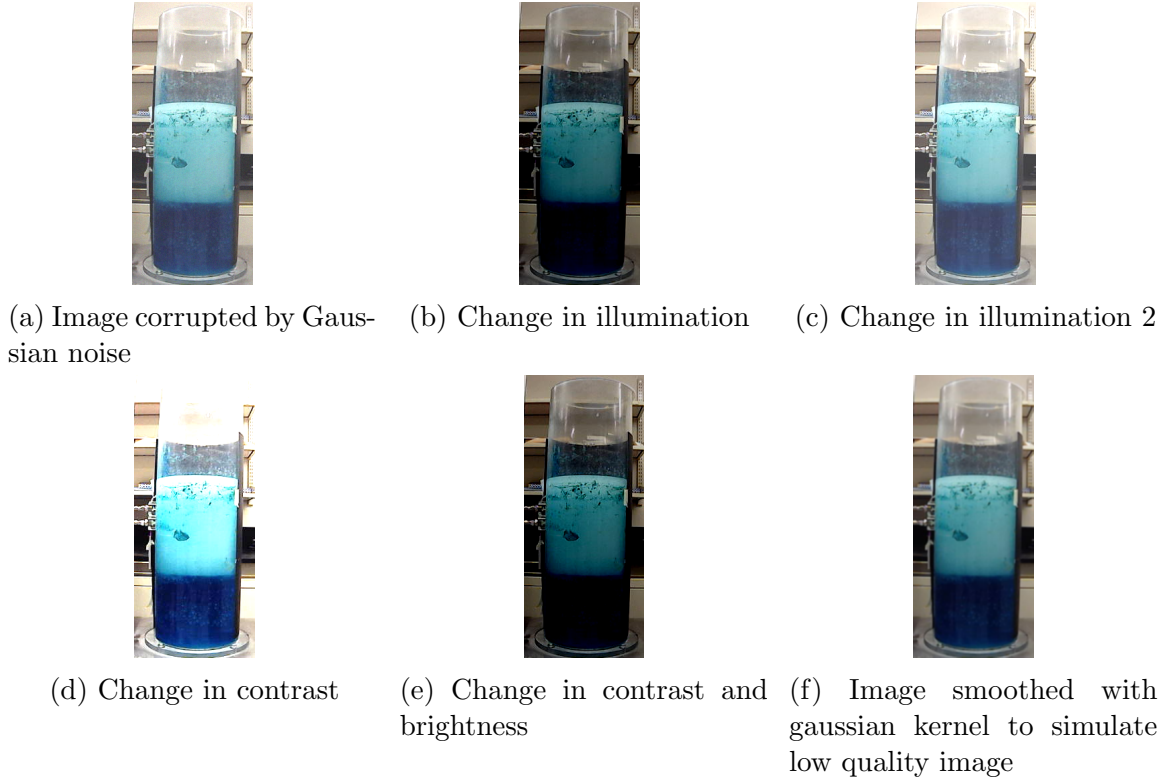 (a) Image corrupted by Gaus-
sian noise
(b) Change in illumination
(c) Change in illumination 2
(d) Change in contrast
(e) Change in contrast and
brightness
(f) Image smoothed with
gaussian kernel to simulate
low quality image